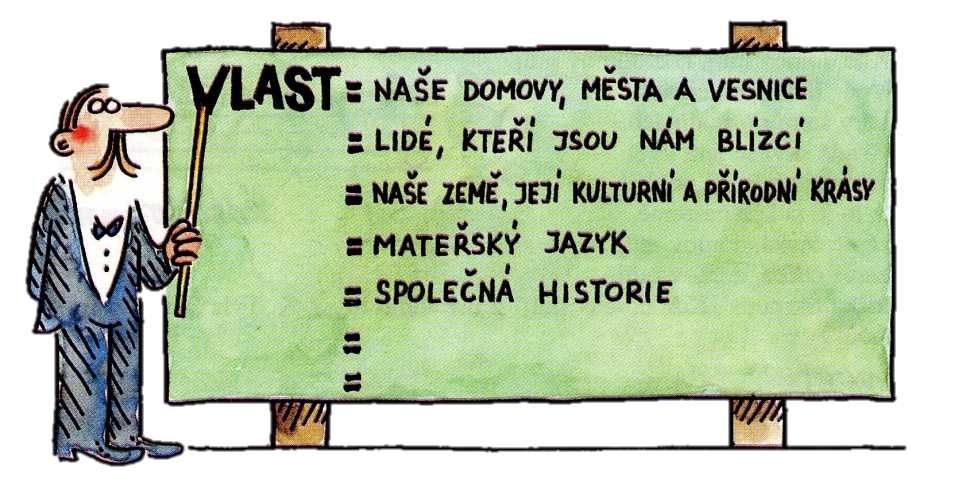 VLAST = NAŠE DOMOVY, MĚSTA A VESNICE
= LIDÉ, KTEŘÍ JSOU NÁM BLÍZCÍ
= NAŠE ZEMĚ, JEJÍ KULTURNÍ A PŘÍRODNÍ KRÁSY
= MATEŘSKÝ JAZYK
= SPOLEČNÁ HISTORIE
=
=